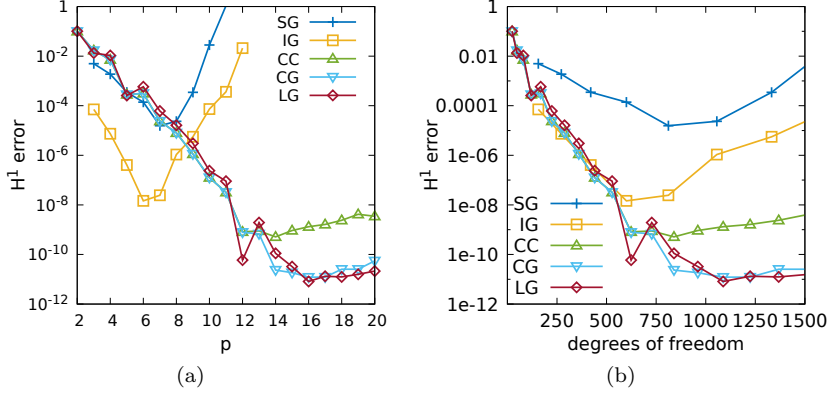 1
10^-2
10^-4
10^-6
10^-8
10^-10
10^-12
H^1 error
2 4 6 8 10 12 14 16 18 20
p
SG
IG
CC
CG
LG
(a)
1
0.01
0.0001
1e-06
1e-08
1e-10
1e-12
H^1 error
250 500 750 1000 1250 1500
degrees of freedom
SG
IG
CC
CG
LG
(b)